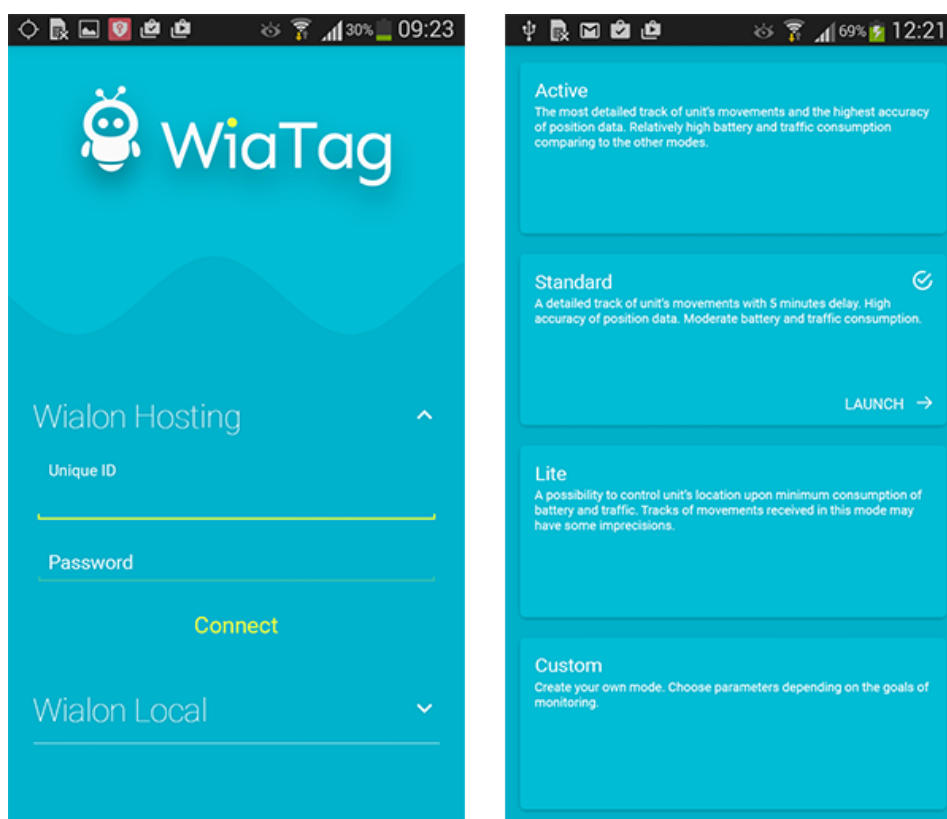 30% 09:23
WiaTag
Wialon Hosting
Unique ID
Password
Connect
Wialon Local
69% 12:21
Active
The most detailed track of unit's movements and the highest accuracy
of position data. Relatively high battery and traffic consumption
comparing to the other modes.
Standard
A detailed track of unit's movements with 5 minutes delay. High
accuracy of position data. Moderate battery and traffic consumption.
LAUNCH
Lite
A possibility to control unit's location upon minimum consumption of
battery and traffic. Tracks of movements received in this mode may
have some imprecisions.
Custom
Create your own mode. Choose parameters depending on the goals of
monitoring.